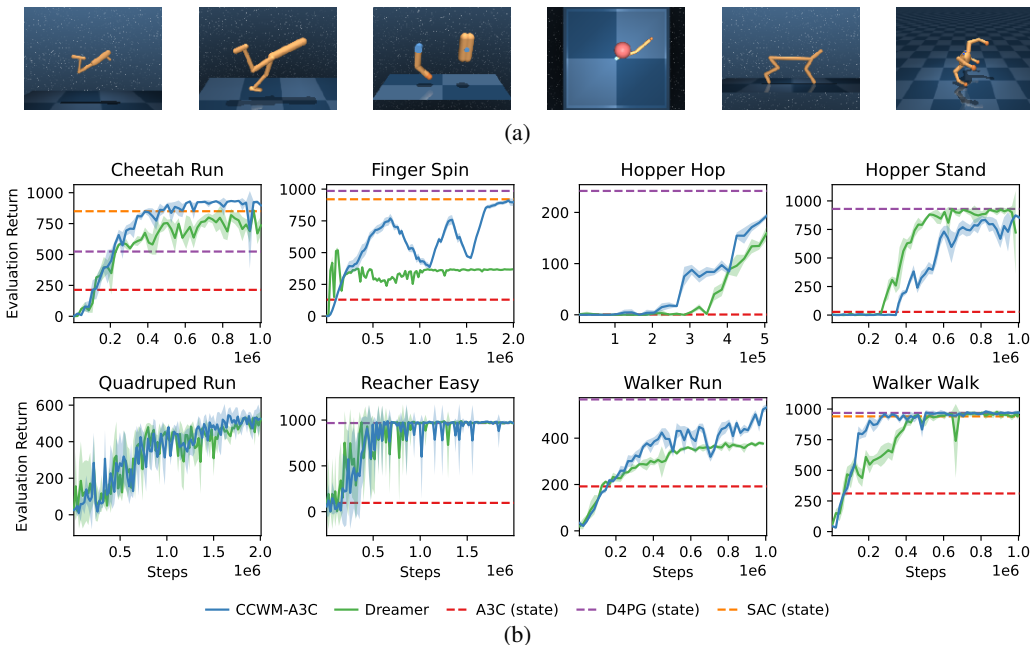 (a)
Cheetah Run
Finger Spin
Hopper Hop
Hopper Stand
Evaluation Return
1000
750
500
250
0
0.2 0.4 0.6 0.8 1.0
1e6
1000
750
500
250
0
0.5 1.0 1.5 2.0
1e6
200
100
0
1 2 3 4 5
1e5
1000
750
500
250
0
0.2 0.4 0.6 0.8 1.0
1e6
Quadruped Run
Reacher Easy
Walker Run
Walker Walk
Evaluation Return
600
400
200
0
0.5 1.0 1.5 2.0
Steps
1e6
1000
500
0
0.5 1.0 1.5
Steps
1e6
400
200
0
0.2 0.4 0.6 0.8 1.0
Steps
1e6
1000
750
500
250
0
0.2 0.4 0.6 0.8 1.0
Steps
1e6
CCWM-A3C Dreamer A3C (state) D4PG (state) SAC (state)
(b)